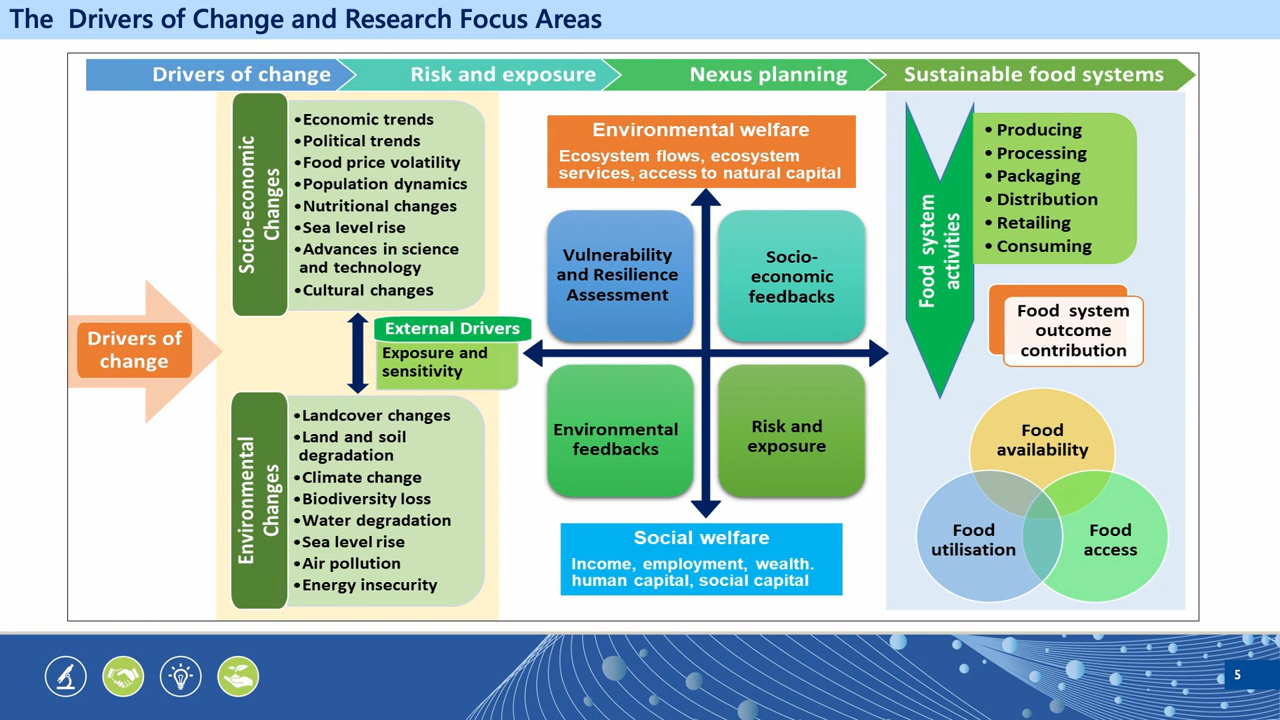 The  Drivers of Change and Research Focus Areas
Drivers of change
Risk and exposure
Nexus planning
Sustainable food systems
Drivers of
change
Socio-economic
Changes
•Economic trends
•Political trends
•Food price volatility
•Population dynamics
•Nutritional changes
•Sea level rise
•Advances in science
and technology
•Cultural changes
External Drivers
Exposure and
sensitivity
Environmental
Changes
•Landcover changes
•Land and soil
degradation
•Climate change
•Biodiversity loss
•Water degradation
•Sea level rise
•Air pollution
•Energy insecurity
Environmental welfare
Ecosystem flows, ecosystem
services, access to natural capital
Vulnerability
and Resilience
Assessment
Socio-
economic
feedbacks
Environmental
feedbacks
Risk and
exposure
Social welfare
Income, employment, wealth.
human capital, social capital
Food system
activities
• Producing
• Processing
• Packaging
• Distribution
• Retailing
• Consuming
Food system
outcome
contribution
Food
availability
Food
utilisation
Food
access
5